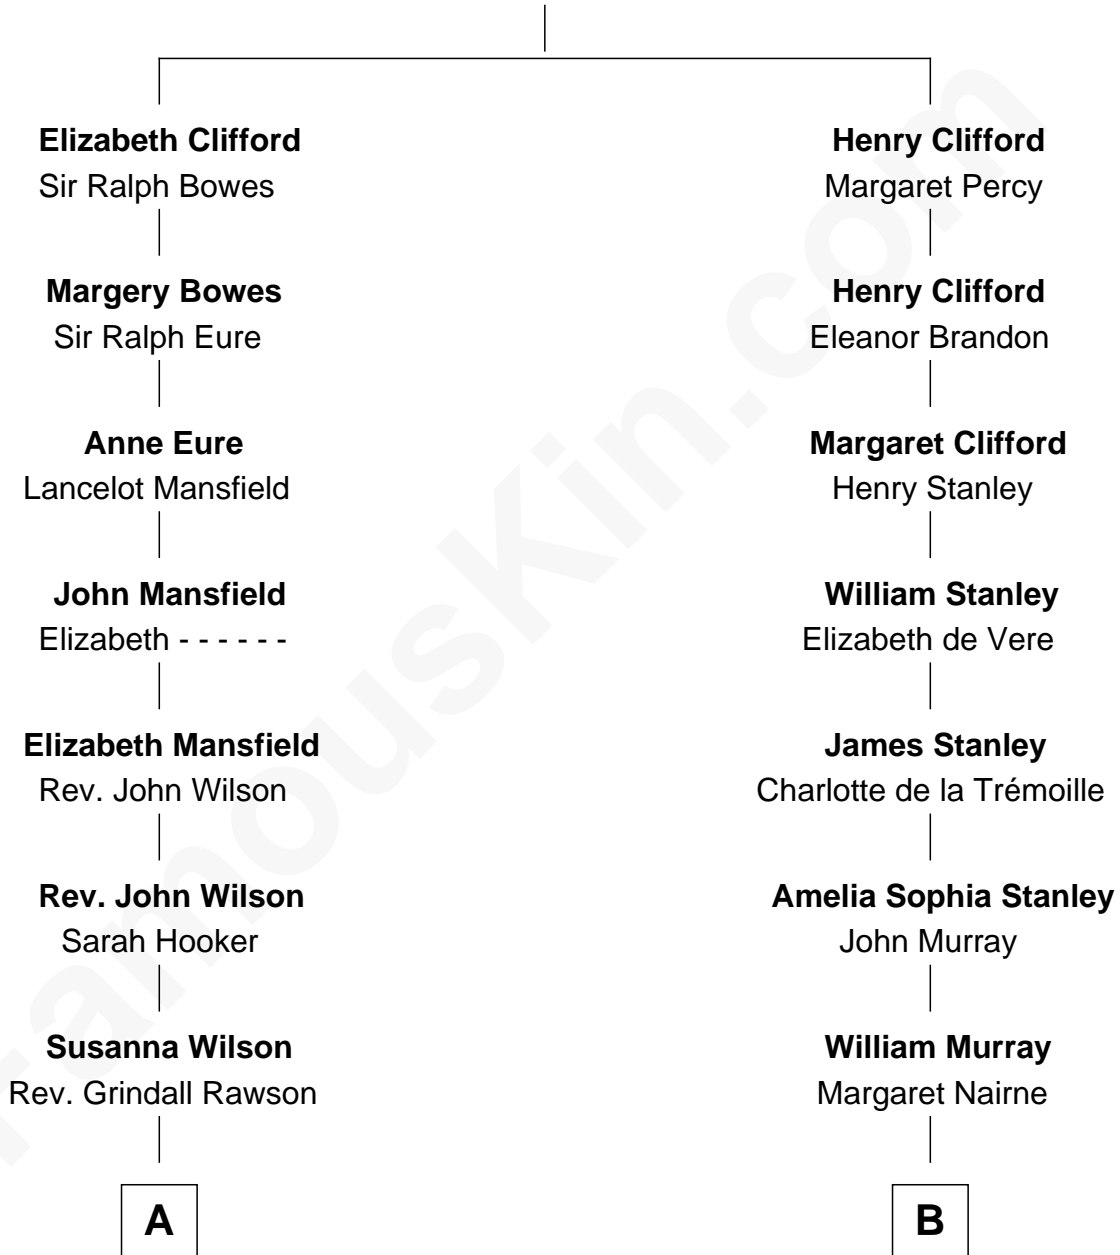 Elizabeth Clifford
Sir Ralph Bowes
Margery Bowes
Sir Ralph Eure
Anne Eure
Lancelot Mansfield
John Mansfield
Elizabeth - - - - - -
Elizabeth Mansfield
Rev. John Wilson
Rev. John Wilson
Sarah Hooker
Susanna Wilson
Rev. Grindall Rawson
A
Henry Clifford
Margaret Percy
Henry Clifford
Eleanor Brandon
Margaret Clifford
Henry Stanley
William Stanley
Elizabeth de Vere
James Stanley
Charlotte de la Trémoille
Amelia Sophia Stanley
John Murray
William Murray
Margaret Nairne
B
FamousKin.com